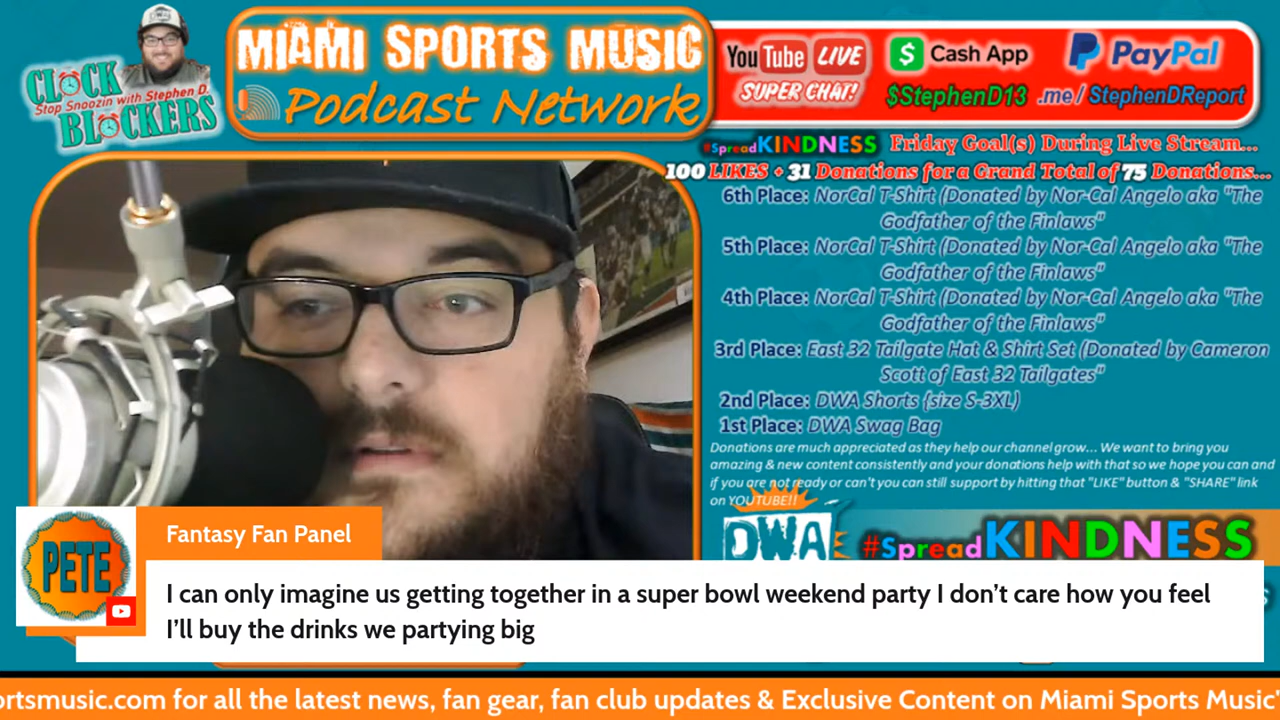 CLOCK
Stop Snoozin with Stephen D.
BLOCKERS
DWA
MIAMI SPORTS MUSIC
Podcast Network
YouTube LIVE
SUPER CHAT!
$ Cash App
$StephenD13
PayPal
.me/StephenDReport
#SpreadKINDNESS Friday Goal(s) During Live Stream...
100 LIKES + 31 Donations for a Grand Total of 75 Donations...
6th Place: NorCal T-Shirt (Donated by Nor-Cal Angelo aka "The
Godfather of the Finlaws"
5th Place: NorCal T-Shirt (Donated by Nor-Cal Angelo aka "The
Godfather of the Finlaws"
4th Place: NorCal T-Shirt (Donated by Nor-Cal Angelo aka "The
Godfather of the Finlaws"
3rd Place: East 32 Tailgate Hat & Shirt Set (Donated by Cameron
Scott of East 32 Tailgates"
2nd Place: DWA Shorts (size S-3XL)
1st Place: DWA Swag Bag
Donations are much appreciated as they help our channel grow... We want to bring you
amazing & new content consistently and your donations help with that so we hope you can and
if you are not ready or can't you can still support by hitting that "LIKE" button & "SHARE" link
on YOUTUBE!!
DWA
#SpreadKINDNESS
PETE
Fantasy Fan Panel
I can only imagine us getting together in a super bowl weekend party I don't care how you feel
I'll buy the drinks we partying big
ortsmusic.com for all the latest news, fan gear, fan club updates & Exclusive Content on Miami Sports Music'